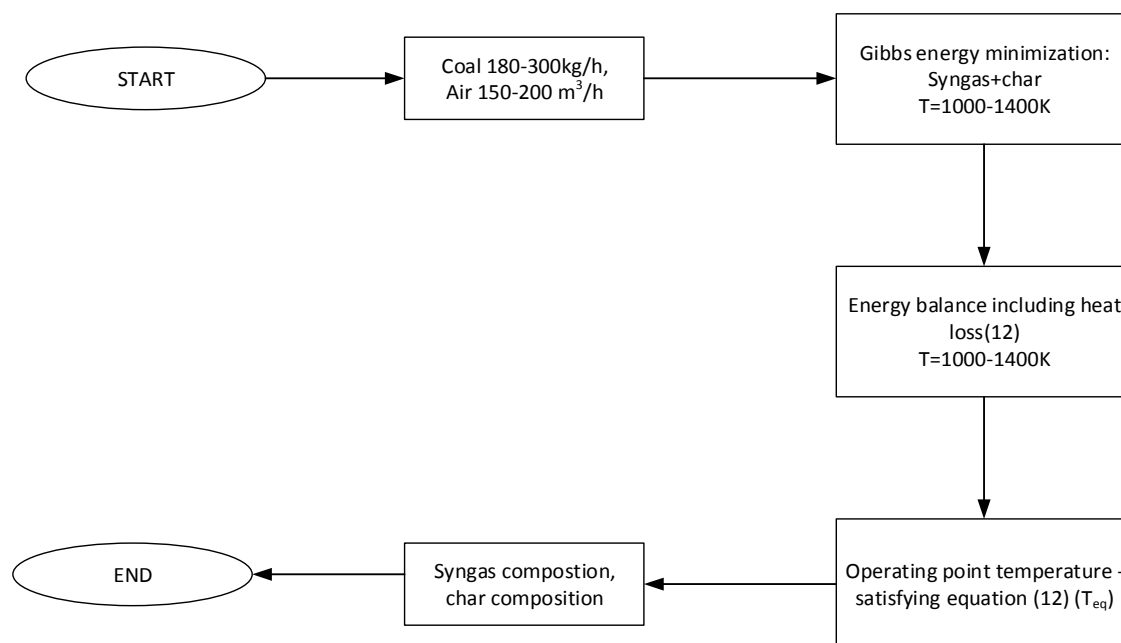 START
Coal 180-300kg/h,
Air 150-200 m³/h
Gibbs energy minimization:
Syngas+char
T=1000-1400K
Energy balance including heat
loss(12)
T=1000-1400K
Operating point temperature -
satisfying equation (12) (Tₑq)
Syngas compostion,
char composition
END